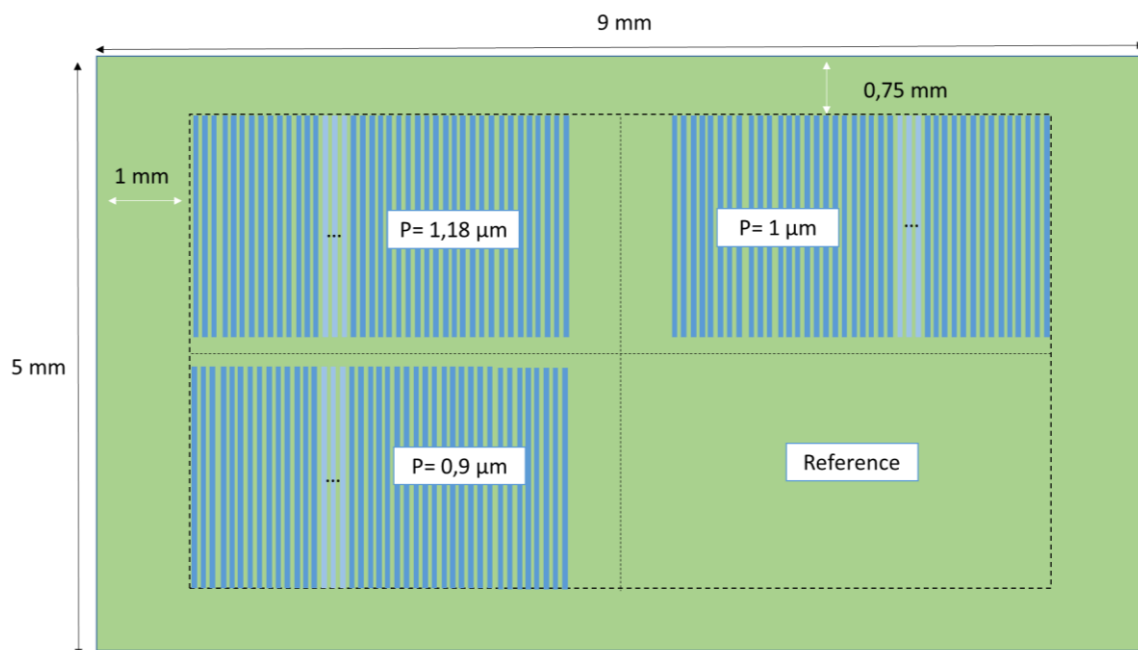 9 mm
0,75 mm
1 mm
...
P= 1,18 µm
P= 1 µm
...
5 mm
...
P= 0,9 µm
Reference